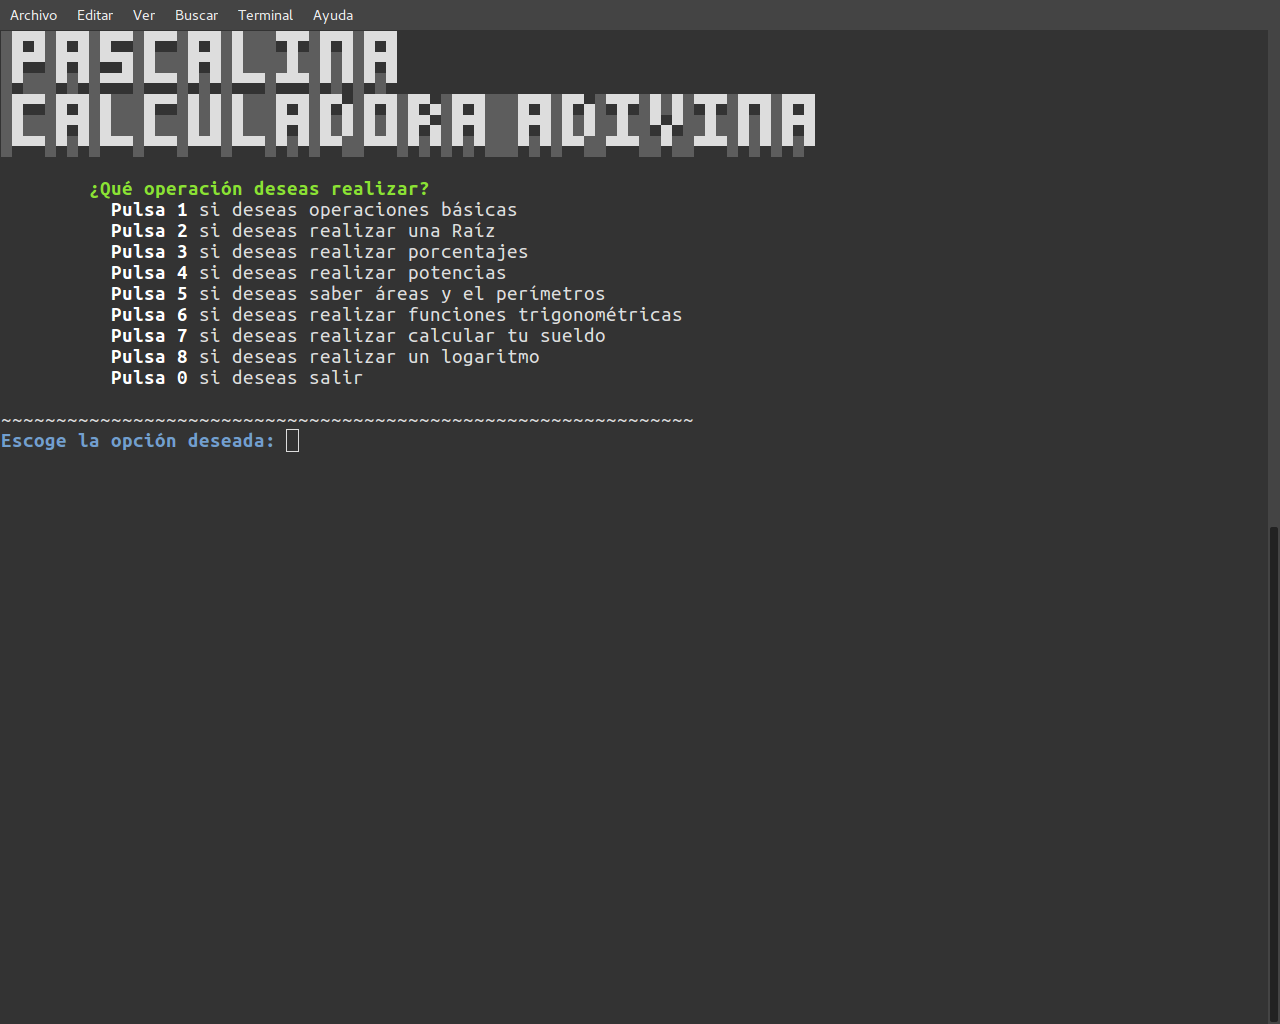 Archivo Editar Ver Buscar Terminal Ayuda
PASCALINA
CALCULADORA ADIVINA
¿Qué operación deseas realizar?
Pulsa 1 si deseas operaciones básicas
Pulsa 2 si deseas realizar una Raíz
Pulsa 3 si deseas realizar porcentajes
Pulsa 4 si deseas realizar potencias
Pulsa 5 si deseas saber áreas y el perímetros
Pulsa 6 si deseas realizar funciones trigonométricas
Pulsa 7 si deseas realizar calcular tu sueldo
Pulsa 8 si deseas realizar un logaritmo
Pulsa 0 si deseas salir
~~~~~~~~~~~~~~~~~~~~~~~~~~~~~~~~~~~~~~~~~~~~~~~~~~~~~~~~~~~~~~~
Escoge la opción deseada: